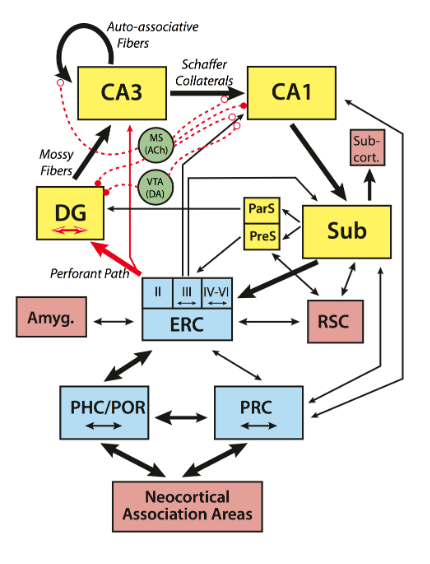 Auto-associative
Fibers
Schaffer
Collaterals
CA3
CA1
MS
(ACh)
Sub-
cort.
Mossy
Fibers
VTA
(DA)
DG
ParS
PreS
Sub
Perforant Path
II
III
IV-VI
ERC
Amyg.
RSC
PHC/POR
PRC
Neocortical
Association Areas